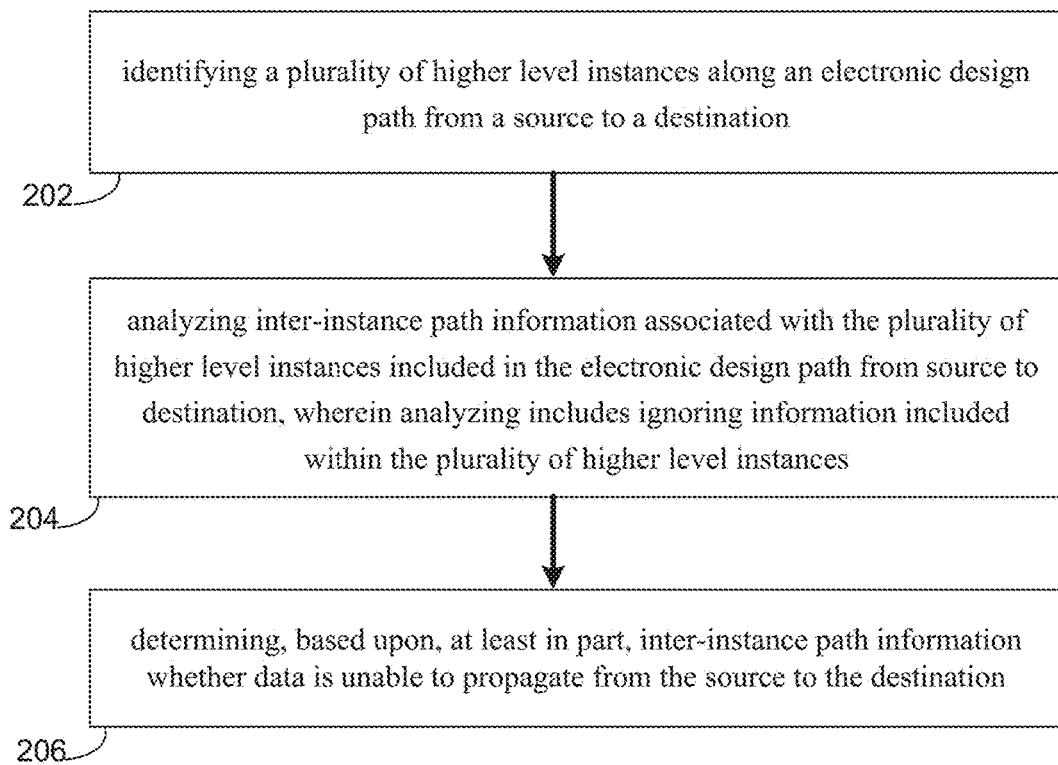 identifying a plurality of higher level instances along an electronic design
path from a source to a destination
202
analyzing inter-instance path information associated with the plurality of
higher level instances included in the electronic design path from source to
destination, wherein analyzing includes ignoring information included
within the plurality of higher level instances
204
determining, based upon, at least in part, inter-instance path information
whether data is unable to propagate from the source to the destination
206